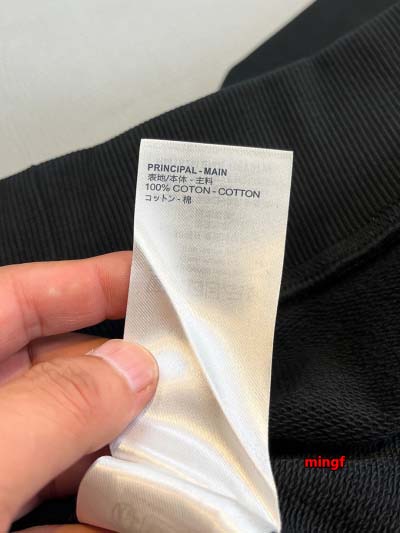 PRINCIPAL - MAIN
表地/本体 - 主料
100% COTON - COTTON
コットン - 棉
mingf